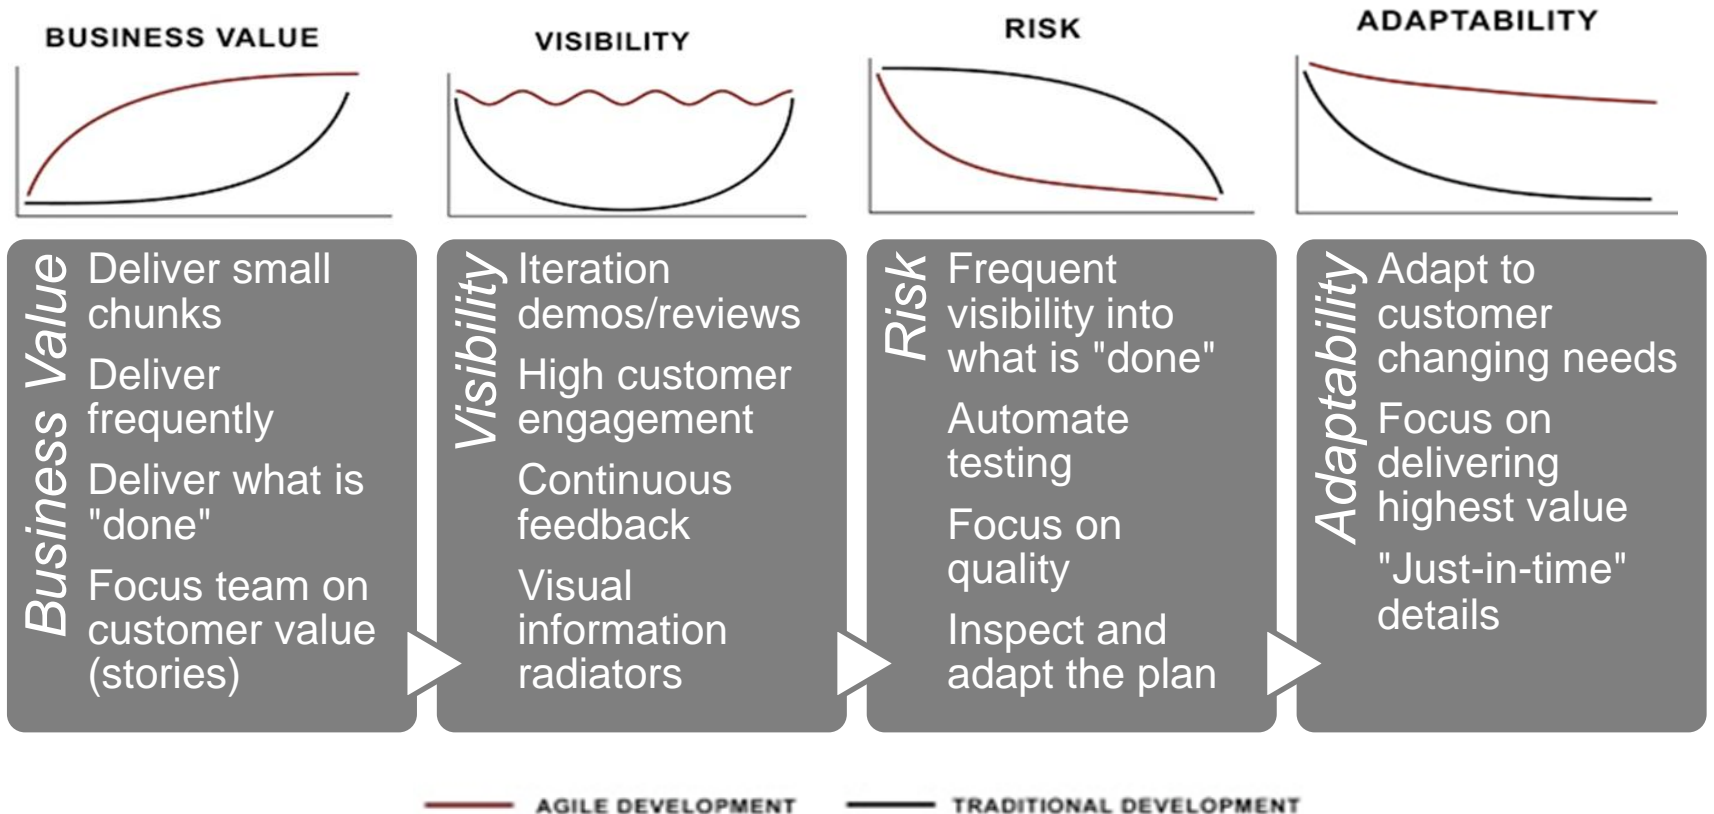 BUSINESS VALUE
VISIBILITY
RISK
ADAPTABILITY
Business Value
Deliver small
chunks
Deliver
frequently
Deliver what is
"done"
Focus team on
customer value
(stories)
Visibility
Iteration
demos/reviews
High customer
engagement
Continuous
feedback
Visual
information
radiators
Risk
Frequent
visibility into
what is "done"
Automate
testing
Focus on
quality
Inspect and
adapt the plan
Adaptability
Adapt to
customer
changing needs
Focus on
delivering
highest value
"Just-in-time"
details
AGILE DEVELOPMENT
TRADITIONAL DEVELOPMENT